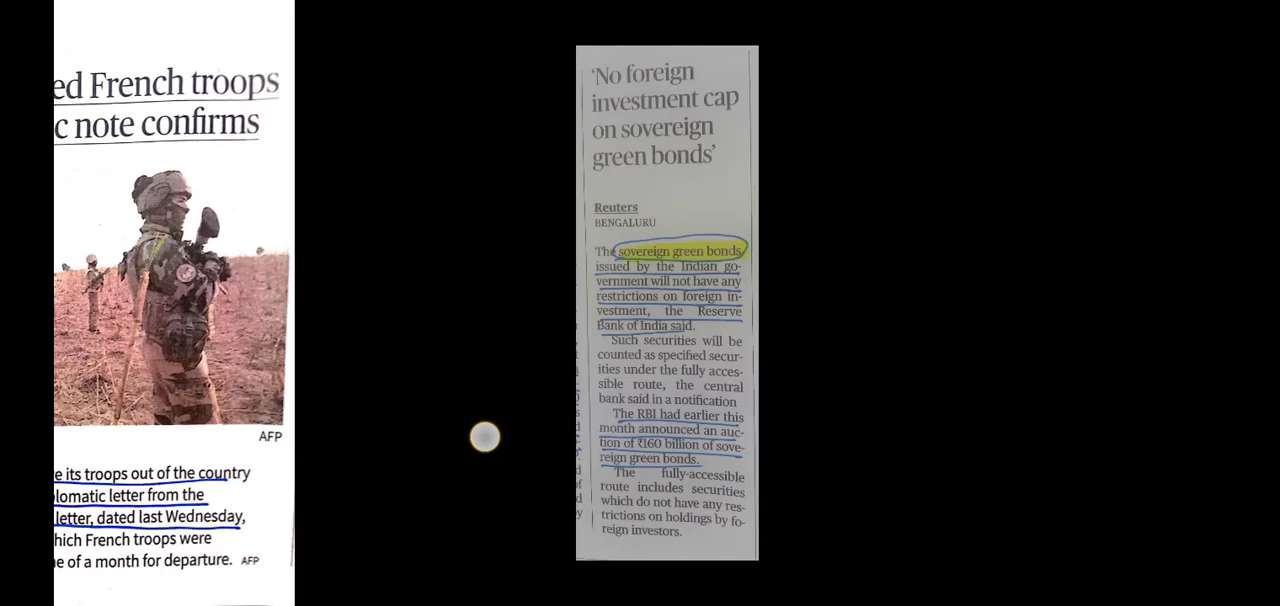 ed French troops
c note confirms
AFP
e its troops out of the country
lomatic letter from the
letter, dated last Wednesday,
hich French troops were
e of a month for departure. AFP
‘No foreign
investment cap
on sovereign
green bonds’
Reuters
BENGALURU
The sovereign green bonds
issued by the Indian go-
vernment will not have any
restrictions on foreign in-
vestment, the Reserve
Bank of India said.
Such securities will be
counted as specified secur-
ities under the fully acces-
sible route, the central
bank said in a notification
The RBI had earlier this
month announced an auc-
tion of ₹160 billion of sove-
reign green bonds.
The fully-accessible
route includes securities
which do not have any res-
trictions on holdings by fo-
reign investors.